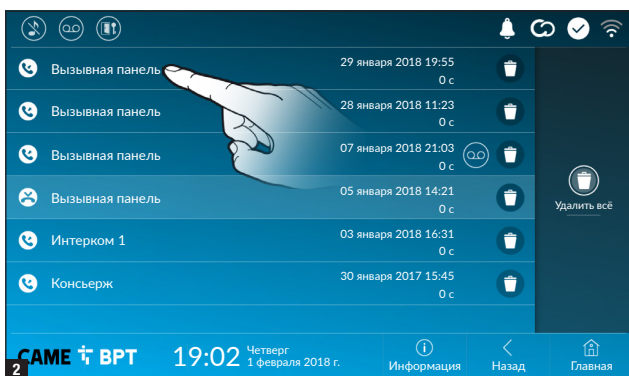 Вызывная панель 29 января 2018 19:55
0 с
Вызывная панель 28 января 2018 11:23
0 с
Вызывная панель 07 января 2018 21:03
0 с
Вызывная панель 05 января 2018 14:21
0 с
Удалить всё
Интерком 1 03 января 2018 16:31
0 с
Консьерж 30 января 2017 15:45
0 с
CAME BPT 19:02 Четверг
1 февраля 2018 г.
Информация Назад Главная
2